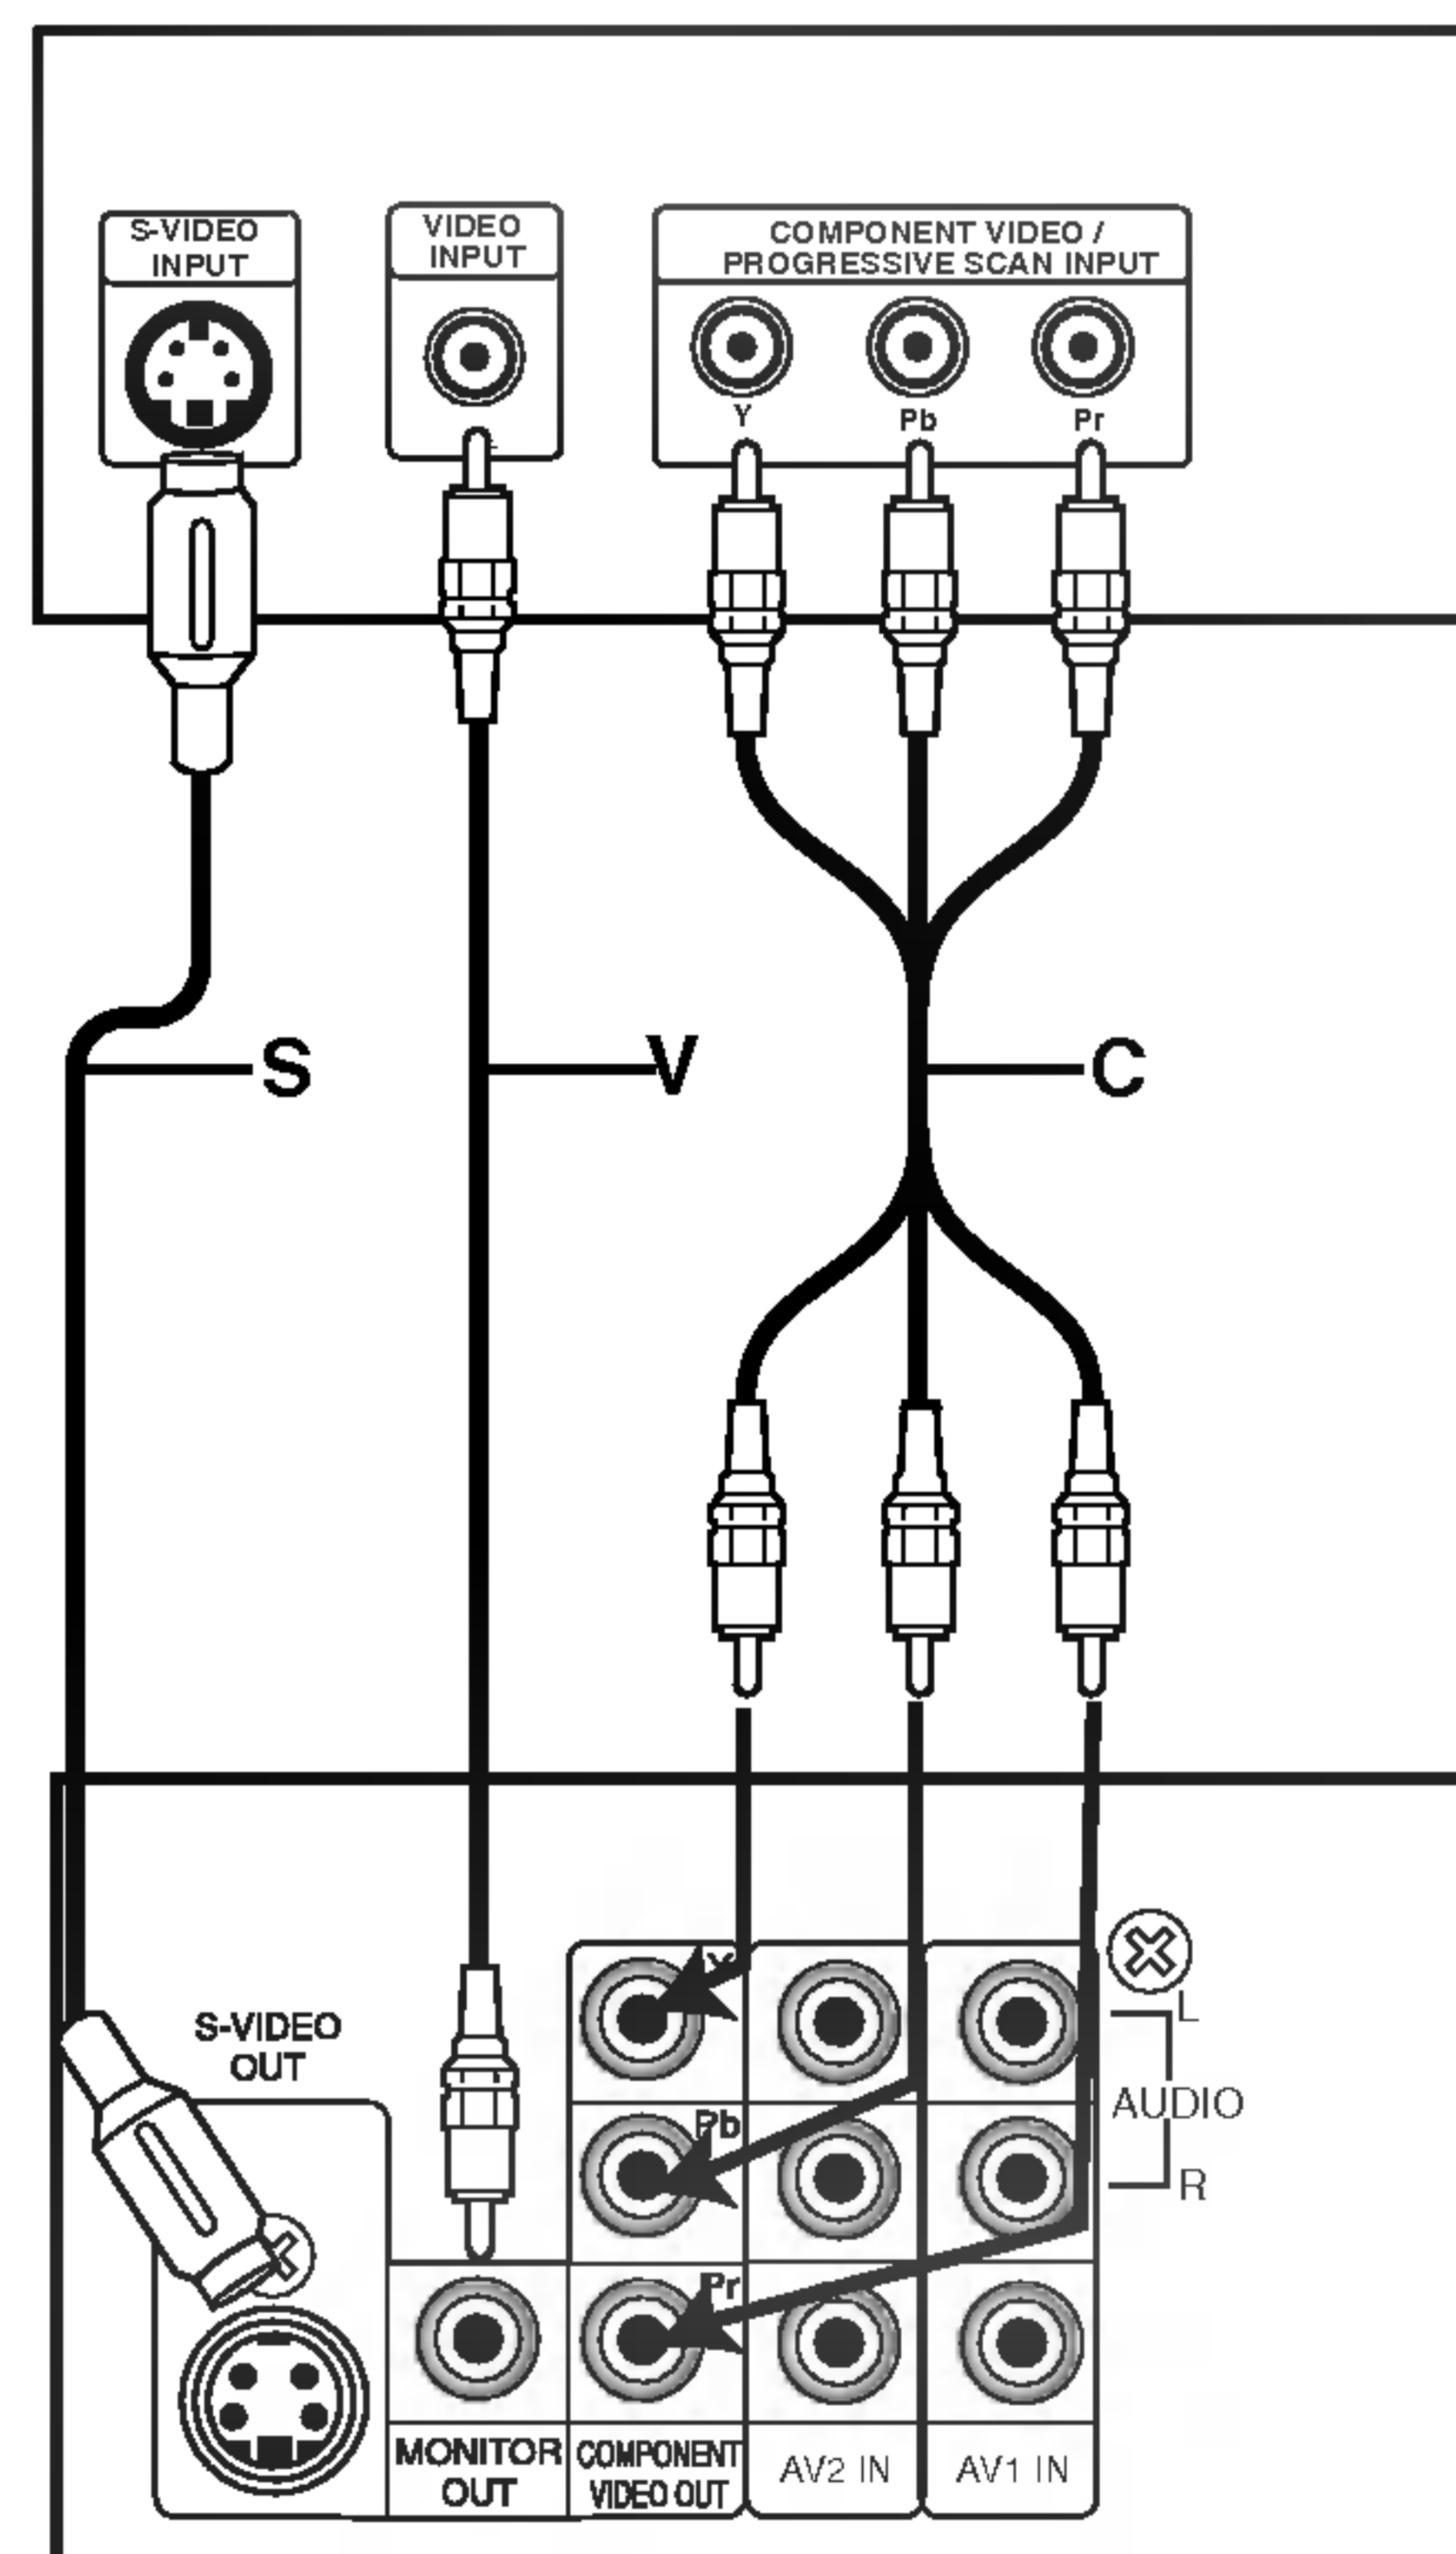 S-VIDEO
INPUT
VIDEO
INPUT
COMPONENT VIDEO /
PROGRESSIVE SCAN INPUT
Y
Pb
Pr
S
V
C
Y
L
S-VIDEO
OUT
AUDIO
Pb
R
Pr
MONITOR
OUT
COMPONENT
VIDEO OUT
AV2 IN
AV1 IN